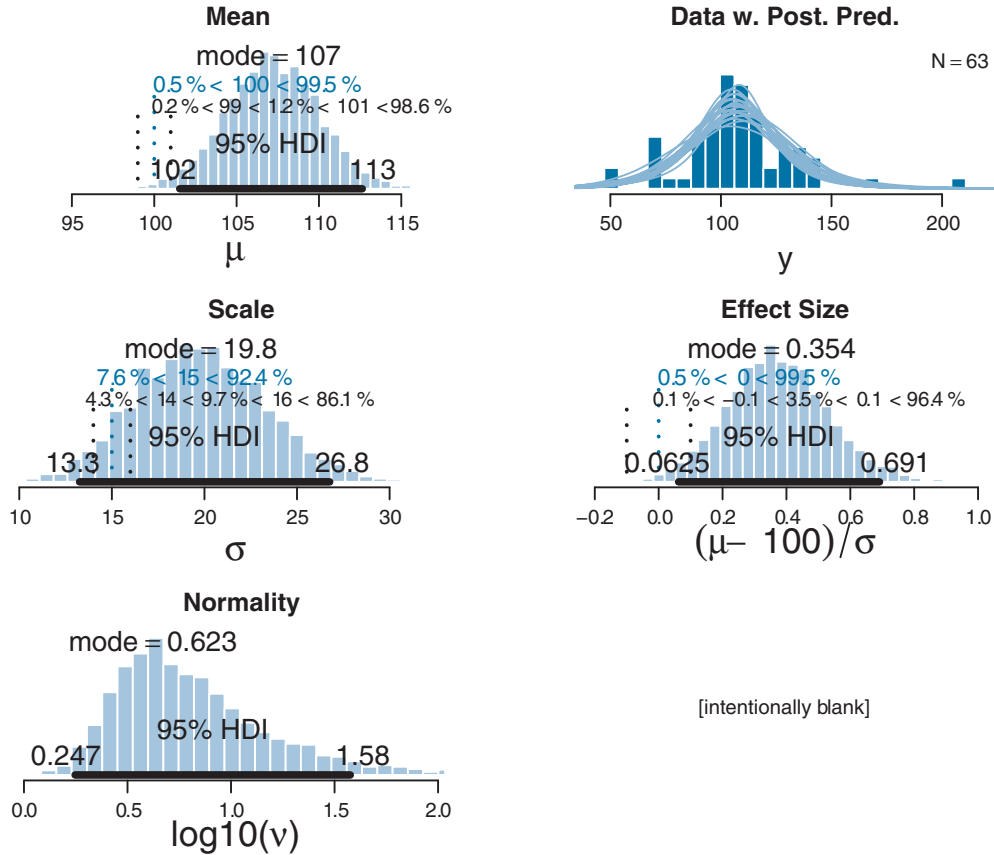 Mean
mode = 107
0.5 % < 100 < 99.5 %
0.2 % < 99 < 1.2 % < 101 < 98.6 %
95% HDI
102 113
95 100 105 110 115
μ
Data w. Post. Pred.
N = 63
50 100 150 200
y
Scale
mode = 19.8
7.6 % < 15 < 92.4 %
4.3 % < 14 < 9.7 % < 16 < 86.1 %
95% HDI
13.3 26.8
10 15 20 25 30
σ
Effect Size
mode = 0.354
0.5 % < 0 < 99.5 %
0.1 % < −0.1 < 3.5 % < 0.1 < 96.4 %
95% HDI
0.0625 0.691
−0.2 0.0 0.2 0.4 0.6 0.8 1.0
(μ − 100)/σ
Normality
mode = 0.623
95% HDI
0.247 1.58
0.0 0.5 1.0 1.5 2.0
log10(ν)
[intentionally blank]